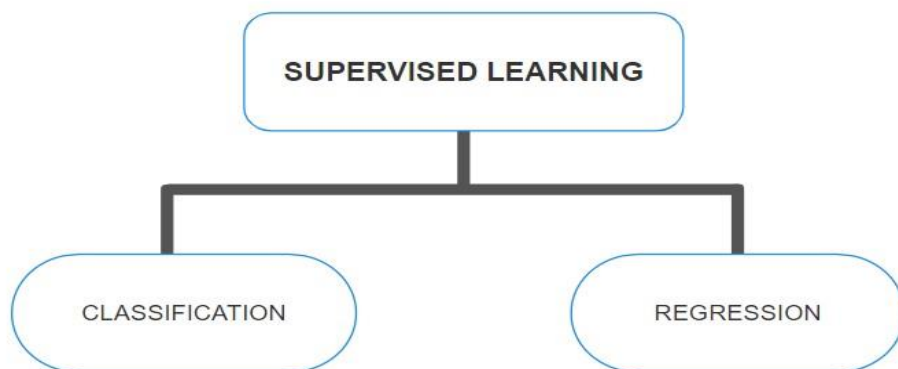 SUPERVISED LEARNING
CLASSIFICATION
REGRESSION